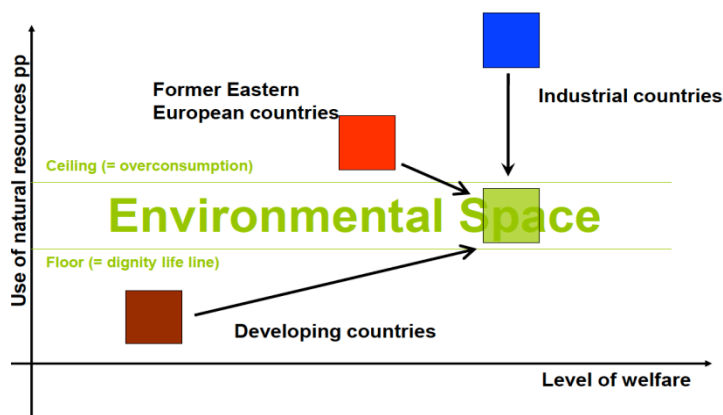 Use of natural resources pp
Former Eastern
European countries
Industrial countries
Ceiling (= overconsumption)
Environmental Space
Floor (= dignity life line)
Developing countries
Level of welfare